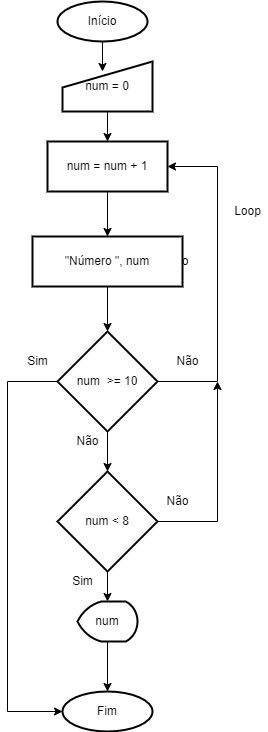 Início
num = 0
num = num + 1
Loop
"Número ", num
Sim
Não
num >= 10
Não
Não
num < 8
Sim
num
Fim